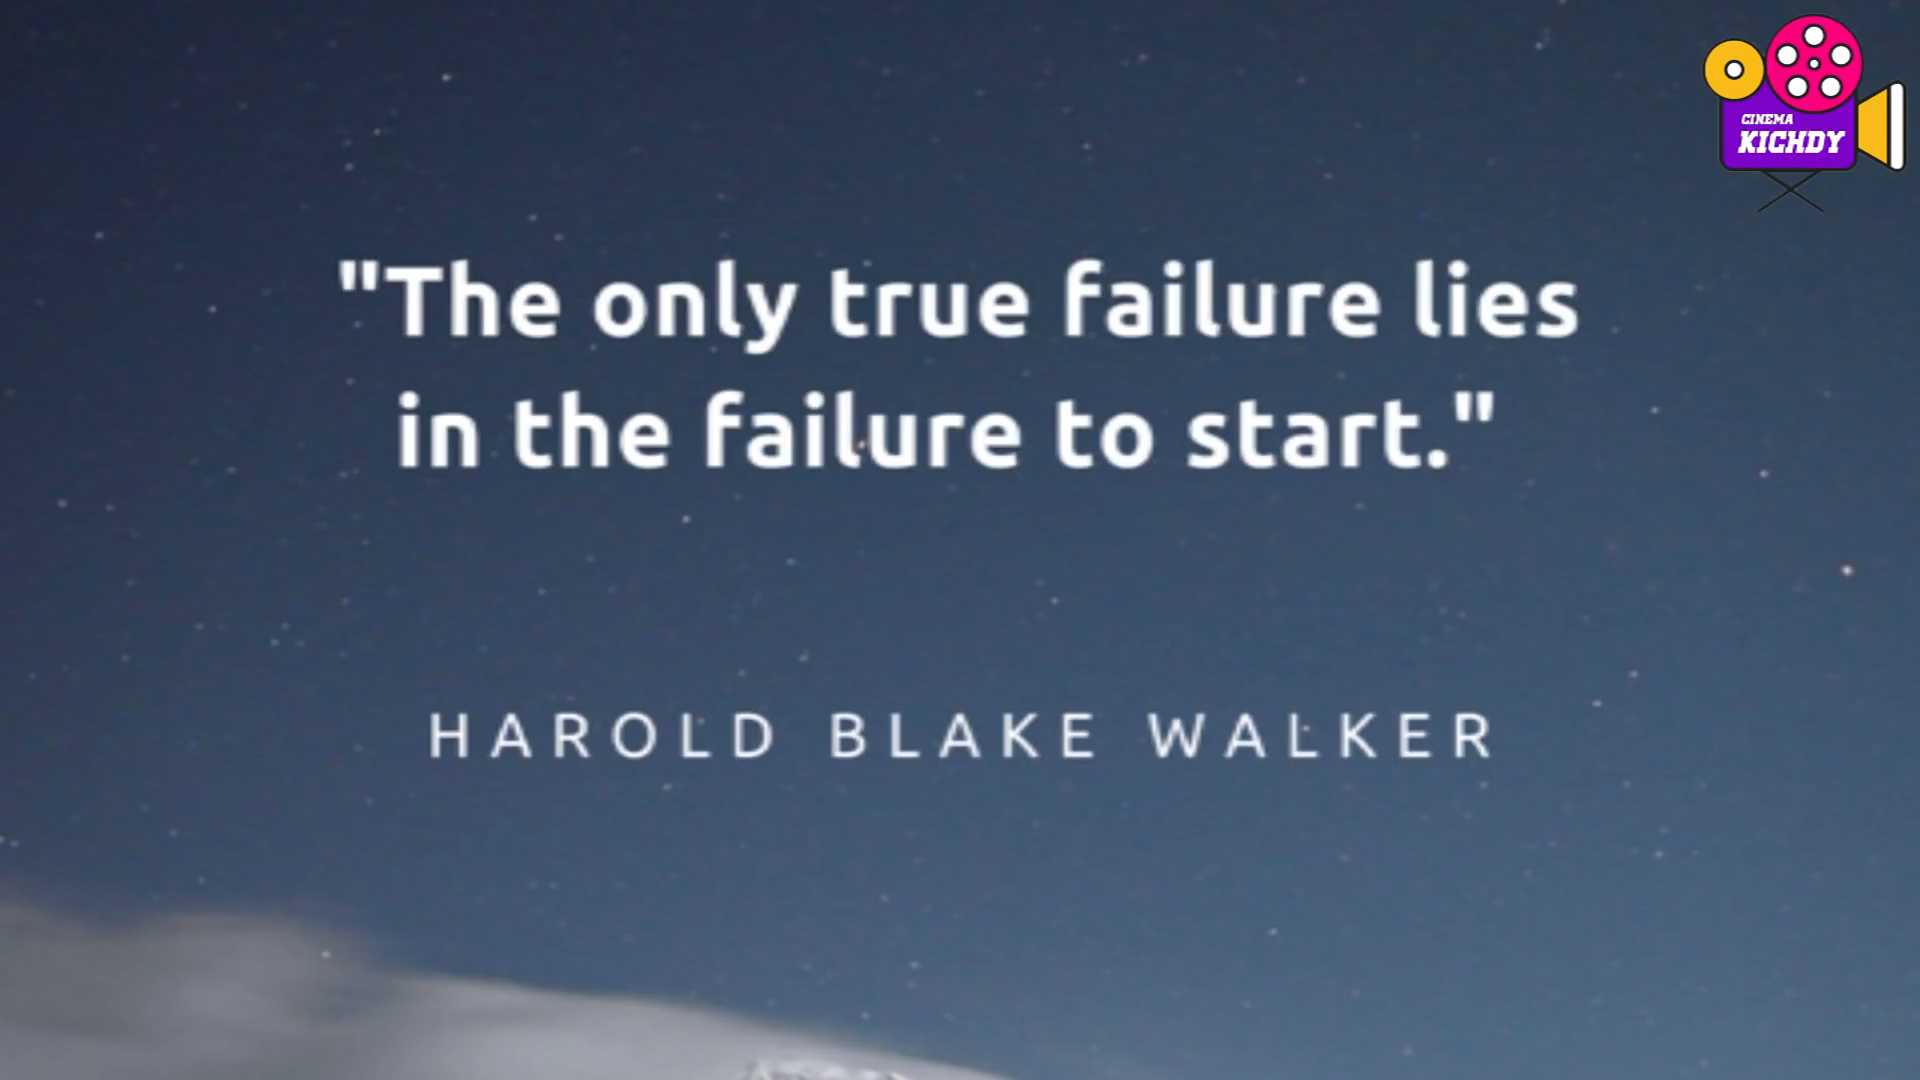 CINEMA
KICHDY
"The only true failure lies
in the failure to start."
HAROLD BLAKE WALKER